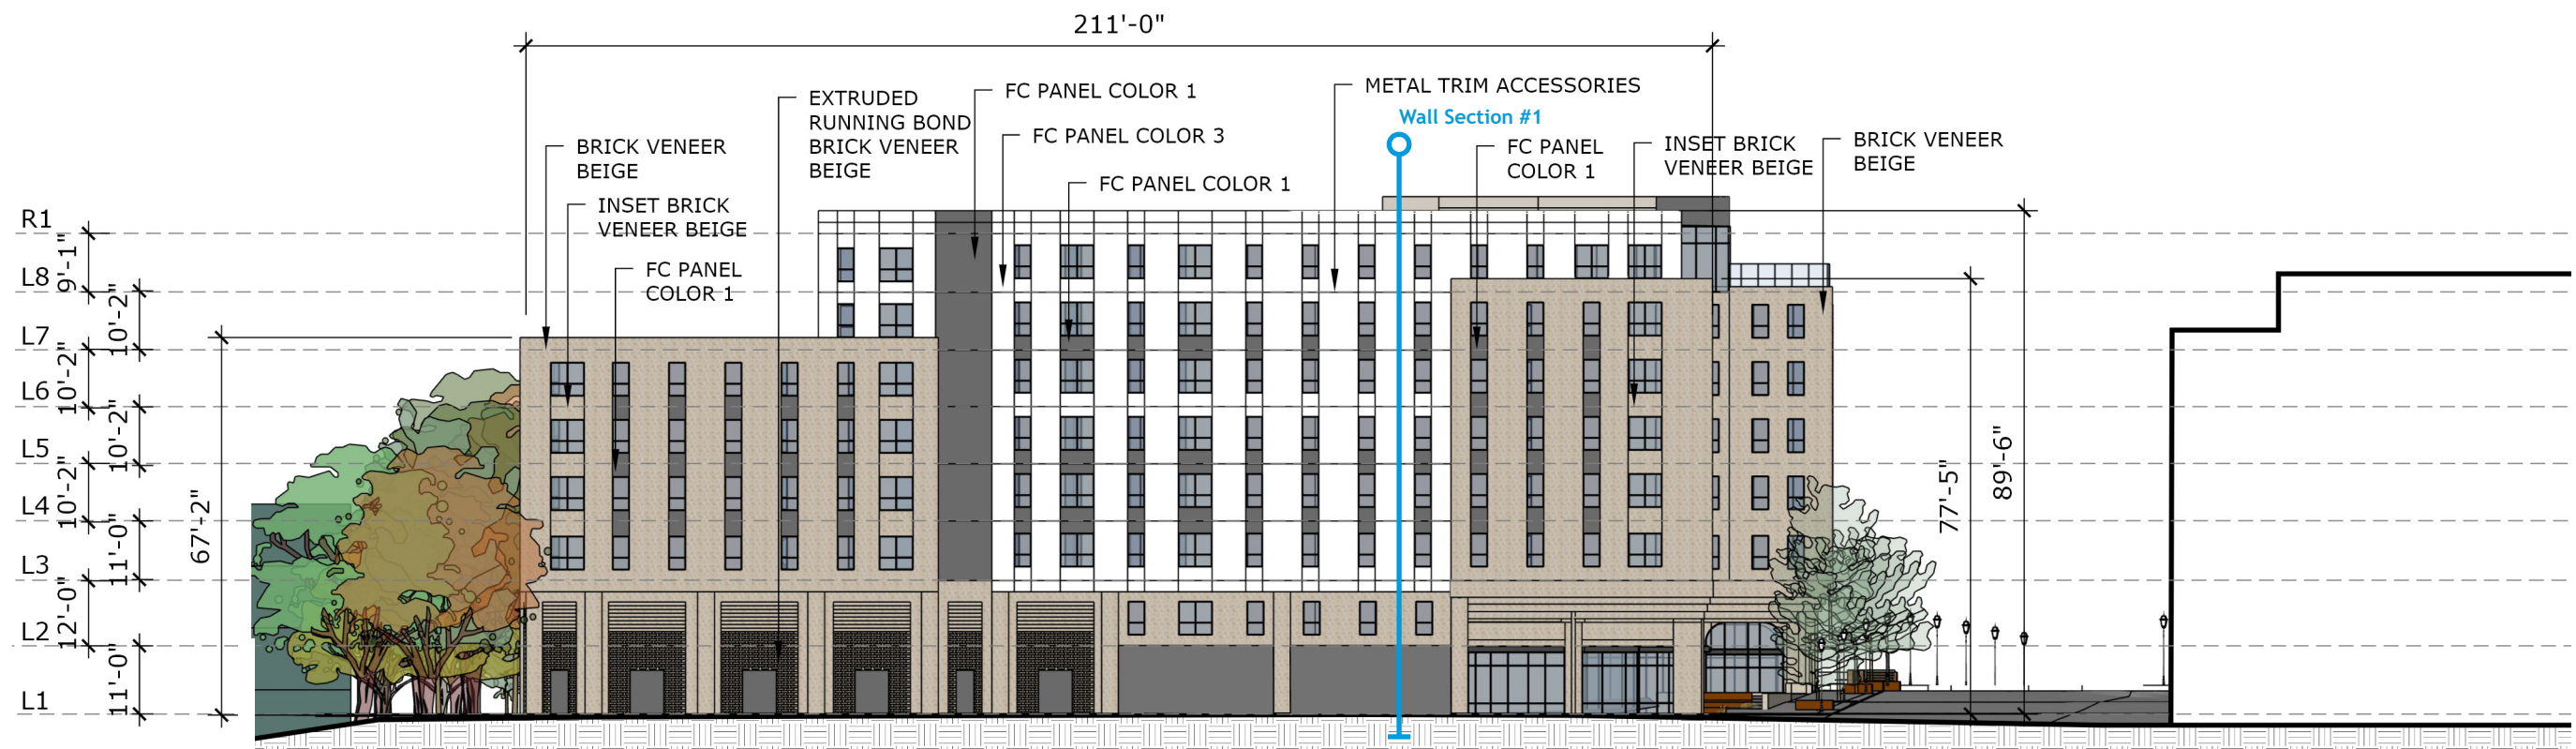 211'-0"
FC PANEL COLOR 1
METAL TRIM ACCESSORIES
EXTRUDED
RUNNING BOND
BRICK VENEER
BEIGE
Wall Section #1
FC PANEL COLOR 3
BRICK VENEER
BEIGE
FC PANEL
COLOR 1
INSET BRICK
VENEER BEIGE
BRICK VENEER
BEIGE
FC PANEL COLOR 1
INSET BRICK
VENEER BEIGE
FC PANEL
COLOR 1
R1
9'-1"
L8
10'-2"
L7
10'-2"
L6
10'-2"
L5
10'-2"
L4
11'-0"
L3
12'-0"
L2
11'-0"
L1
67'-2"
77'-5"
89'-6"